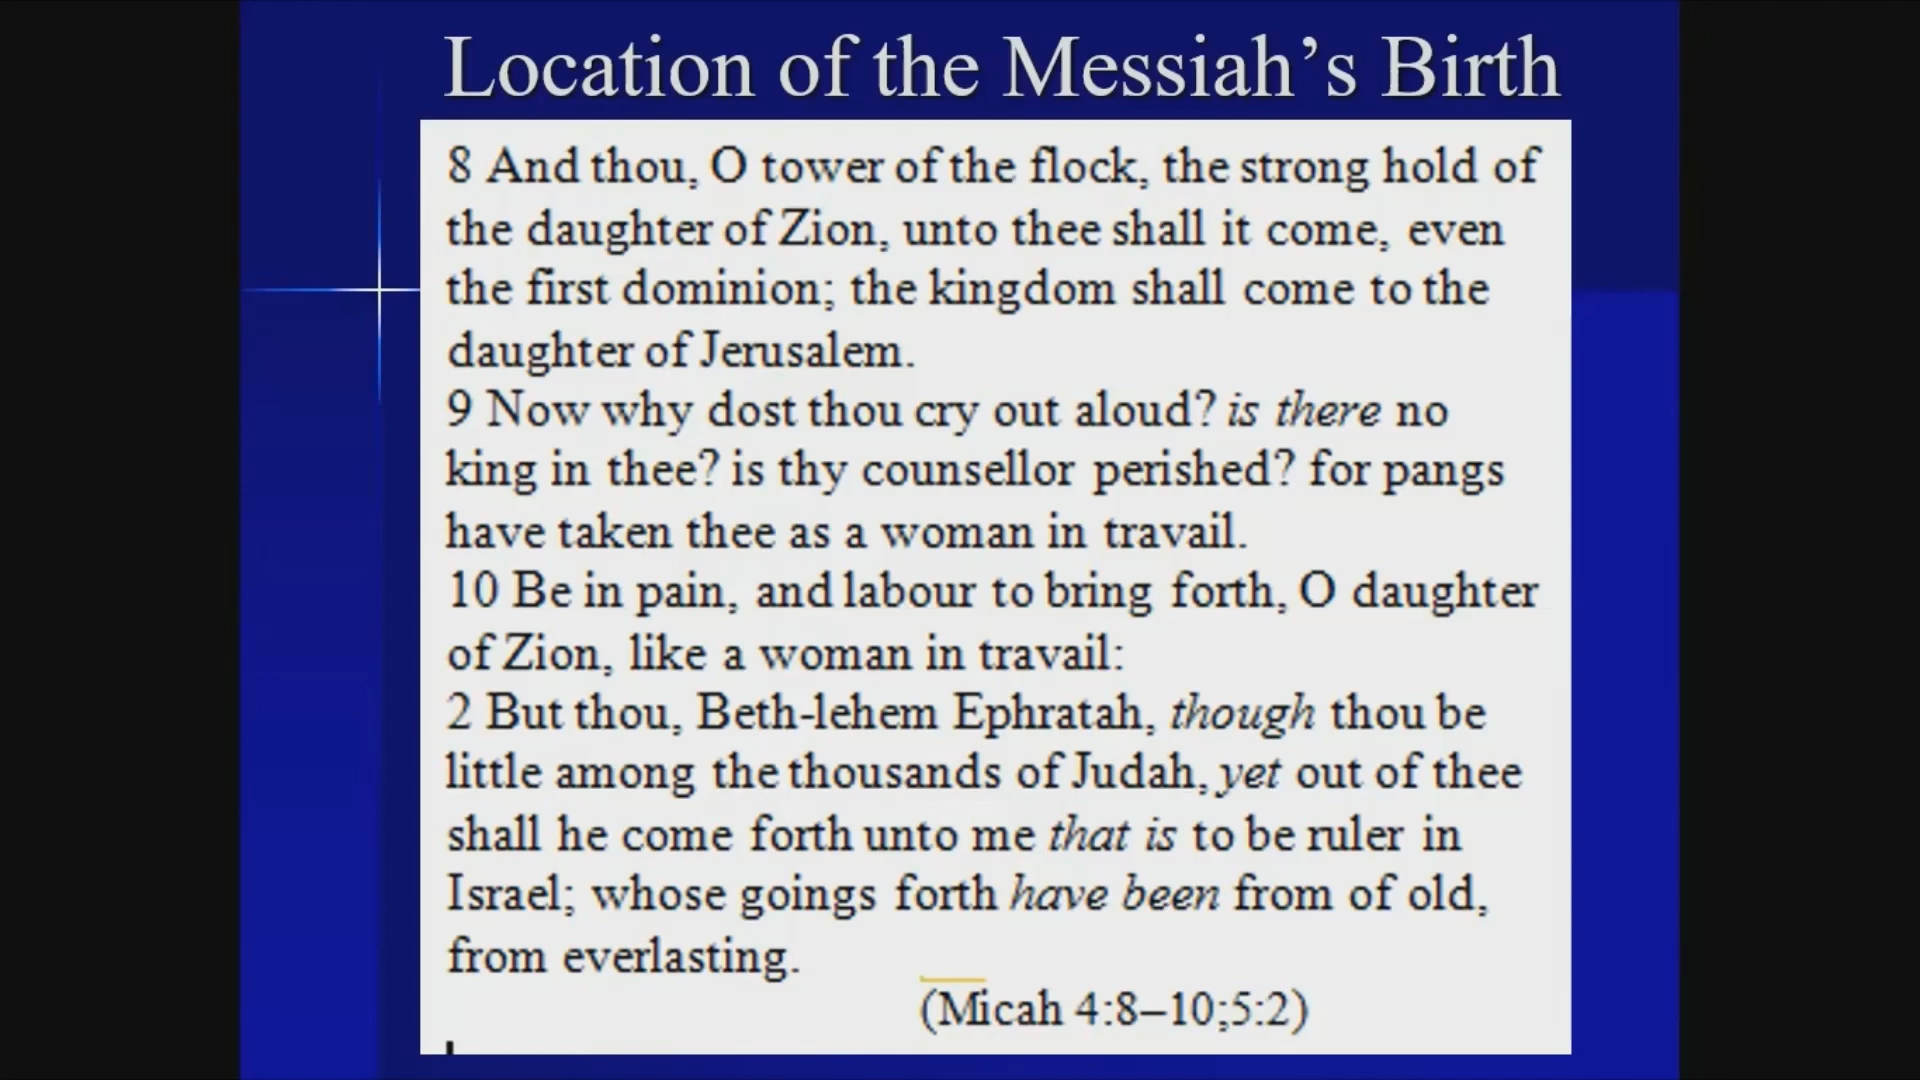 Location of the Messiah’s Birth
8 And thou, O tower of the flock, the strong hold of
the daughter of Zion, unto thee shall it come, even
the first dominion; the kingdom shall come to the
daughter of Jerusalem.
9 Now why dost thou cry out aloud? is there no
king in thee? is thy counsellor perished? for pangs
have taken thee as a woman in travail.
10 Be in pain, and labour to bring forth, O daughter
of Zion, like a woman in travail:
2 But thou, Beth-lehem Ephratah, though thou be
little among the thousands of Judah, yet out of thee
shall he come forth unto me that is to be ruler in
Israel; whose goings forth have been from of old,
from everlasting.
(Micah 4:8–10;5:2)